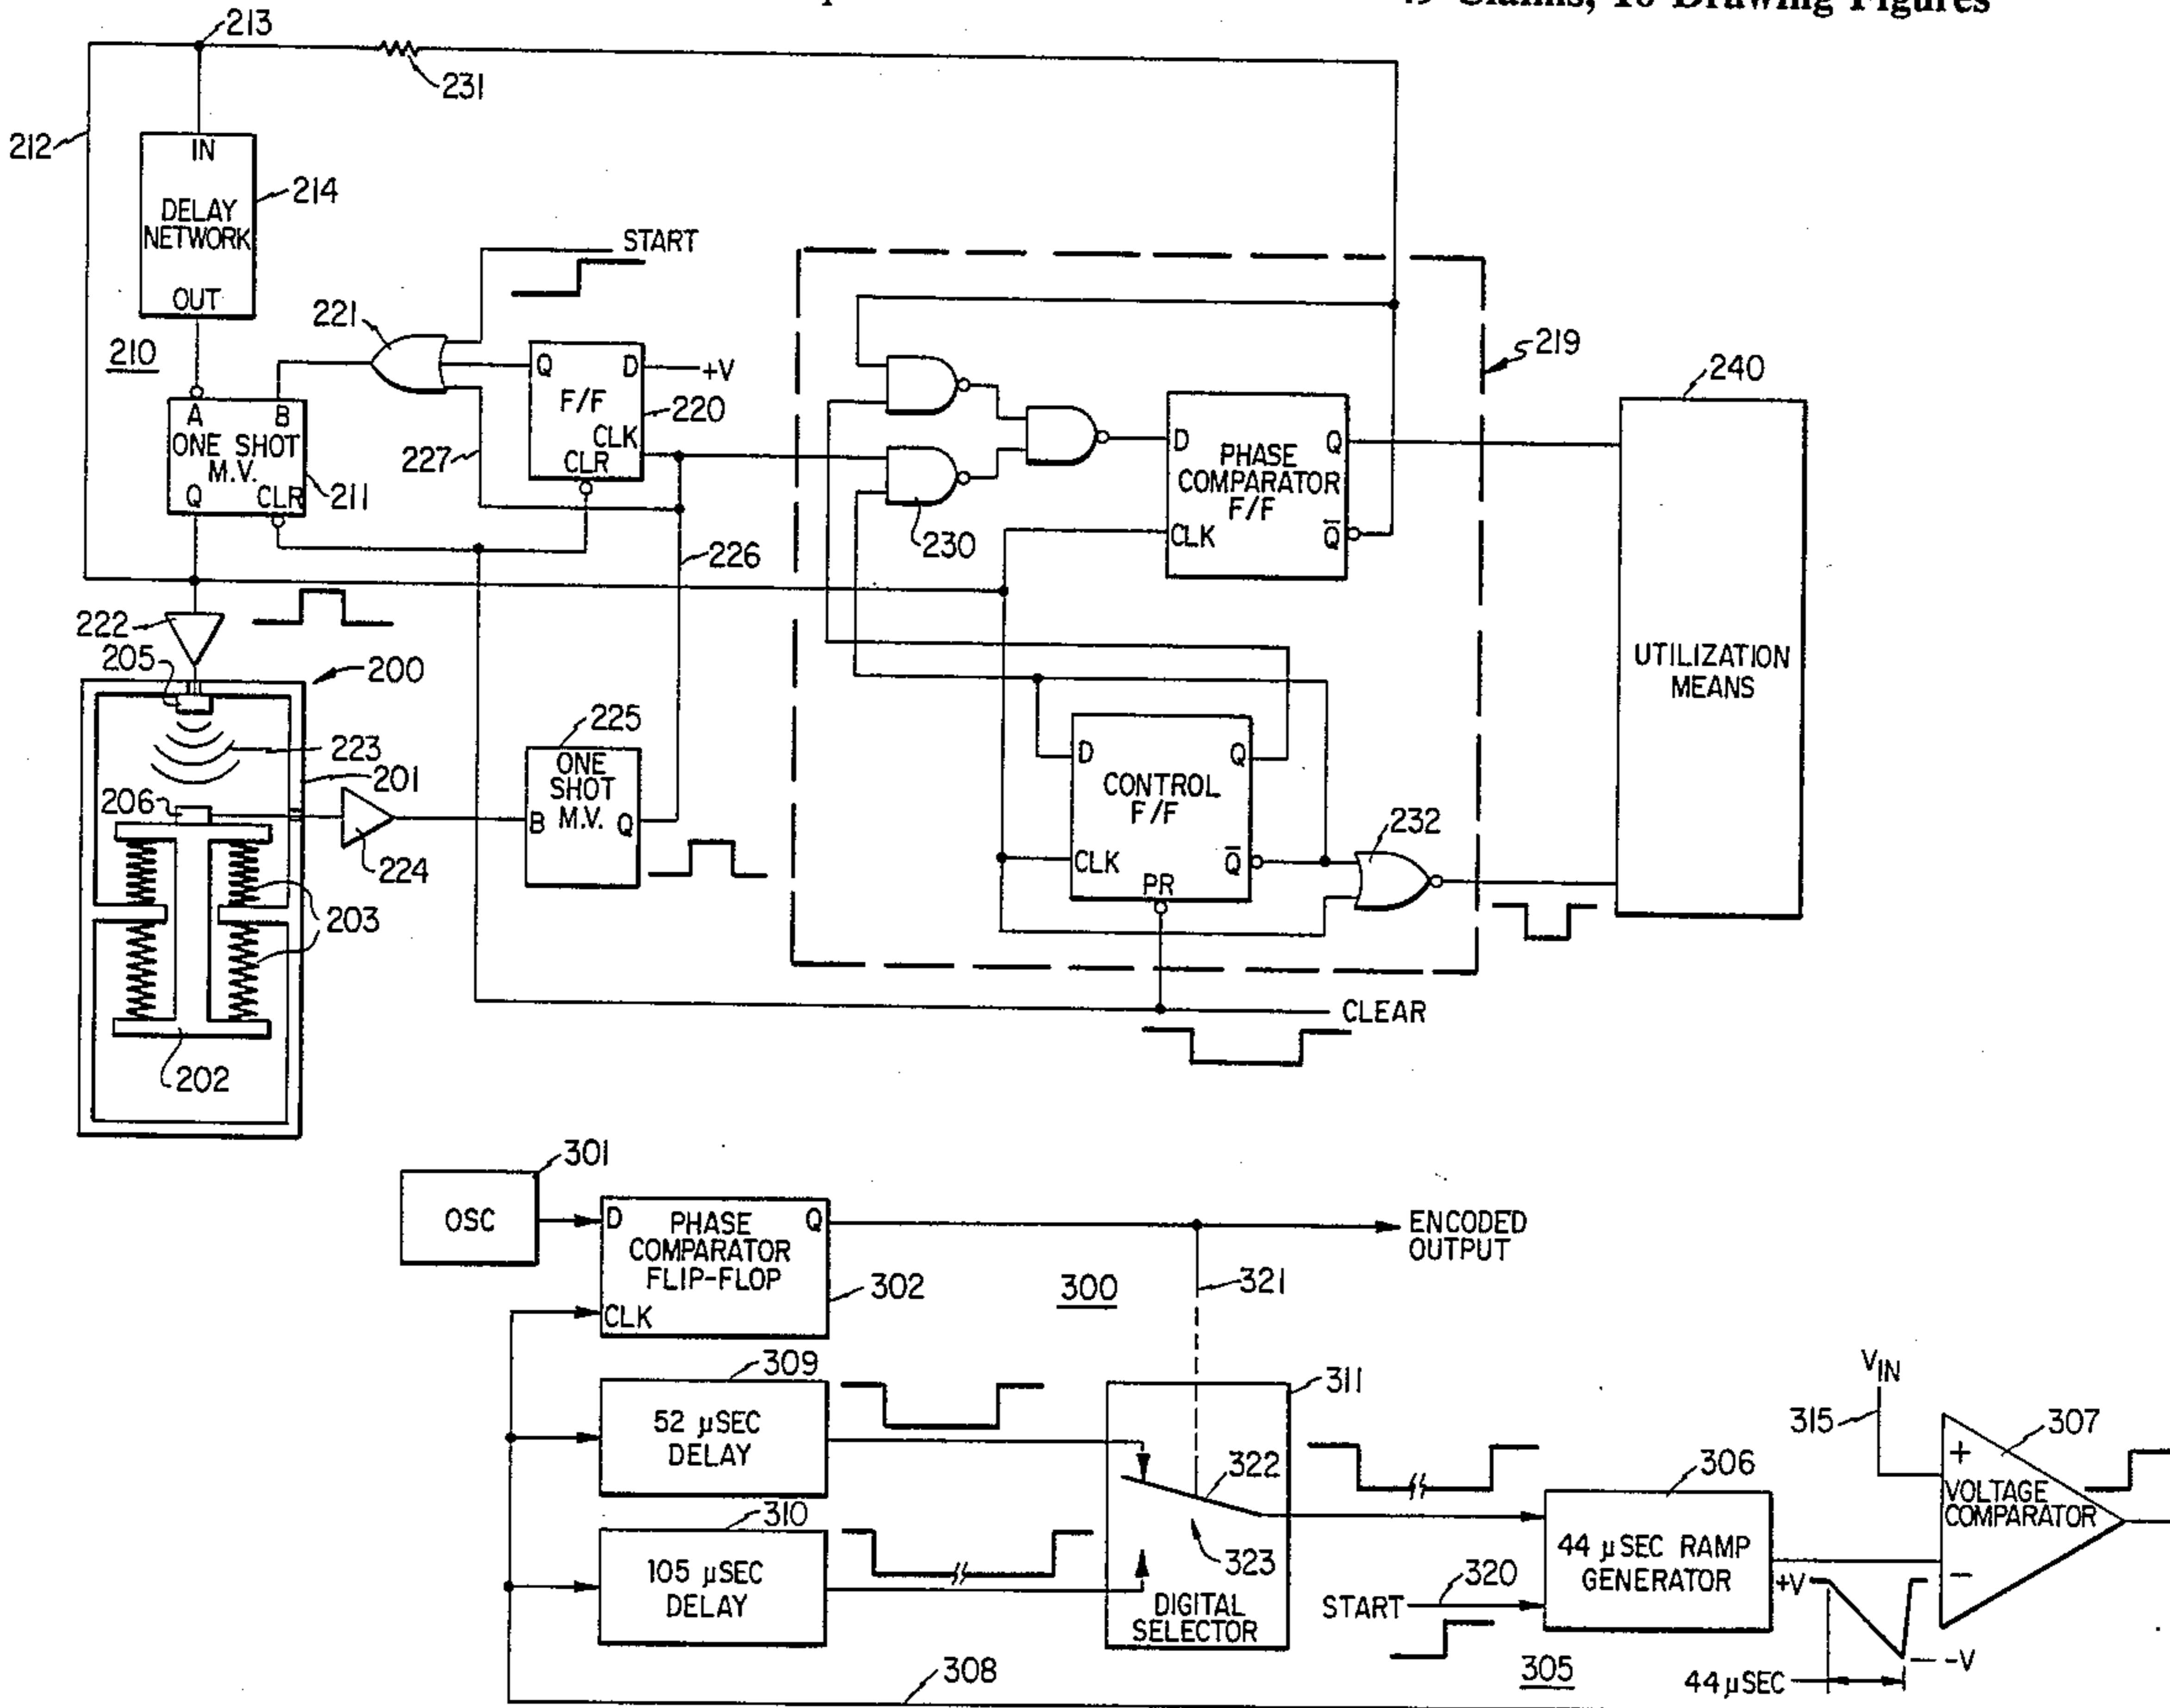 Claims, 10 Drawing Figures
213
231
212
IN
DELAY
NETWORK
OUT
214
START
221
210
A
B
ONE SHOT
M.V.
Q
CLR
211
Q
D
+V
F/F
220
CLK
CLR
227
226
219
240
D
Q
PHASE
COMPARATOR
F/F
CLK
Q̅
230
222
205
200
223
201
206
224
203
202
225
ONE
SHOT
M.V.
B
Q
UTILIZATION
MEANS
D
Q
CONTROL
F/F
232
CLK
Q̅
PR
CLEAR
301
OSC
D
Q
PHASE
COMPARATOR
FLIP-FLOP
CLK
302
ENCODED
OUTPUT
321
300
309
52 µSEC
DELAY
311
322
310
105 µSEC
DELAY
323
DIGITAL
SELECTOR
VIN
315
307
+
VOLTAGE
COMPARATOR
−
306
44 µSEC RAMP
GENERATOR
START
320
+V
-V
44 µSEC
305
308